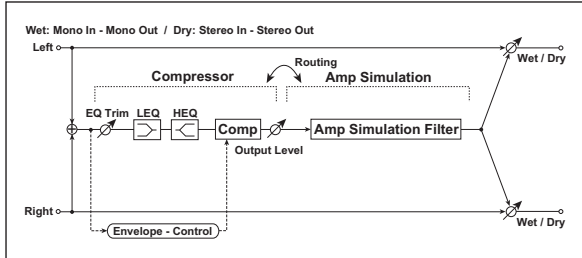 Wet: Mono In - Mono Out / Dry: Stereo In - Stereo Out
Left
Wet / Dry
Routing
Compressor
Amp Simulation
EQ Trim
LEQ
HEQ
Comp
Output Level
Amp Simulation Filter
Right
Wet / Dry
Envelope - Control